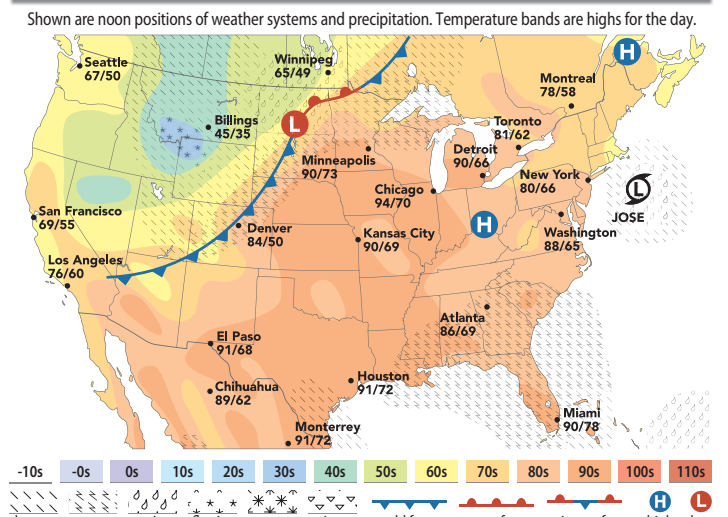 Shown are noon positions of weather systems and precipitation. Temperature bands are highs for the day.
Seattle
67/50
Winnipeg
65/49
H
Montreal
78/58
Billings
45/35
L
Toronto
81/62
Minneapolis
90/73
Detroit
90/66
New York
80/66
L
JOSE
Chicago
94/70
San Francisco
69/55
Denver
84/50
Kansas City
90/69
H
Washington
88/65
Los Angeles
76/60
Atlanta
86/69
El Paso
91/68
Chihuahua
89/62
Houston
91/72
Monterrey
91/72
Miami
90/78
-10s -0s 0s 10s 20s 30s 40s 50s 60s 70s 80s 90s 100s 110s
H L